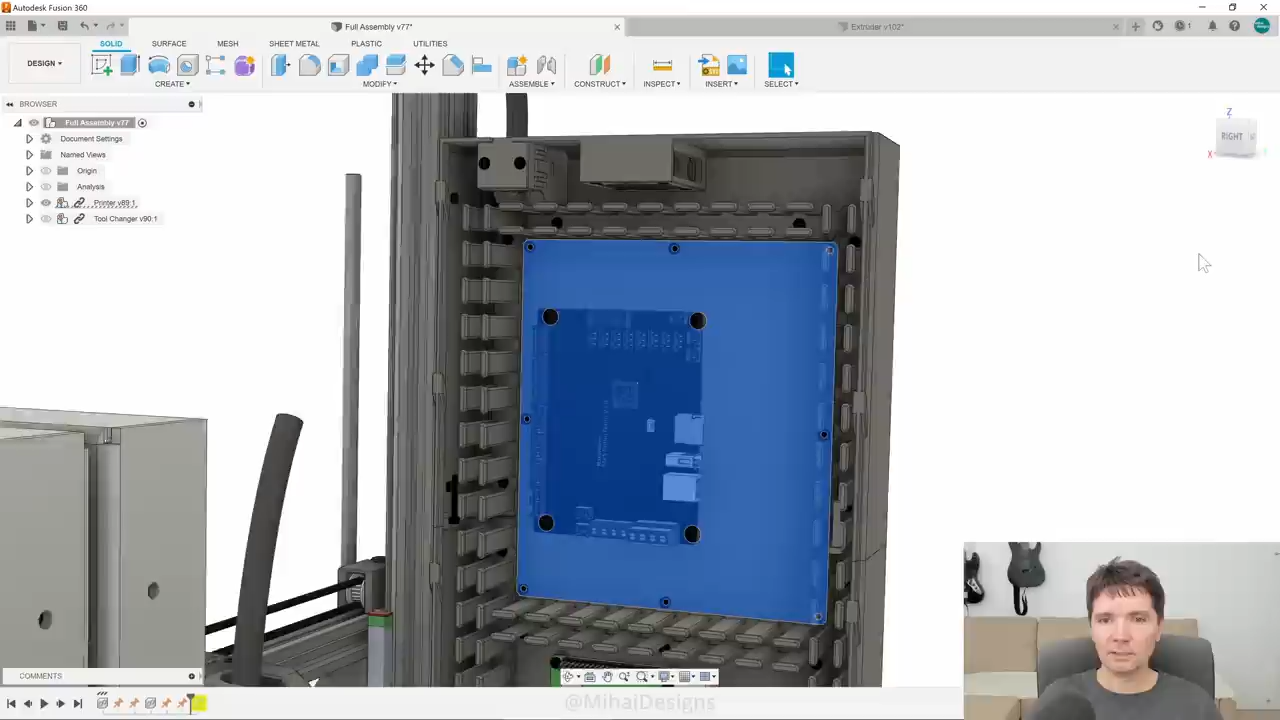 Autodesk Fusion 360
Full Assembly v77*
Extruder v102*
1
DESIGN
SOLID
SURFACE
MESH
SHEET METAL
PLASTIC
UTILITIES
CREATE
MODIFY
ASSEMBLE
CONSTRUCT
INSPECT
INSERT
SELECT
BROWSER
Full Assembly v77
Document Settings
Named Views
Origin
Analysis
Printer v89:1
Tool Changer v90:1
Z
RIGHT
X
COMMENTS
@MihaiDesigns